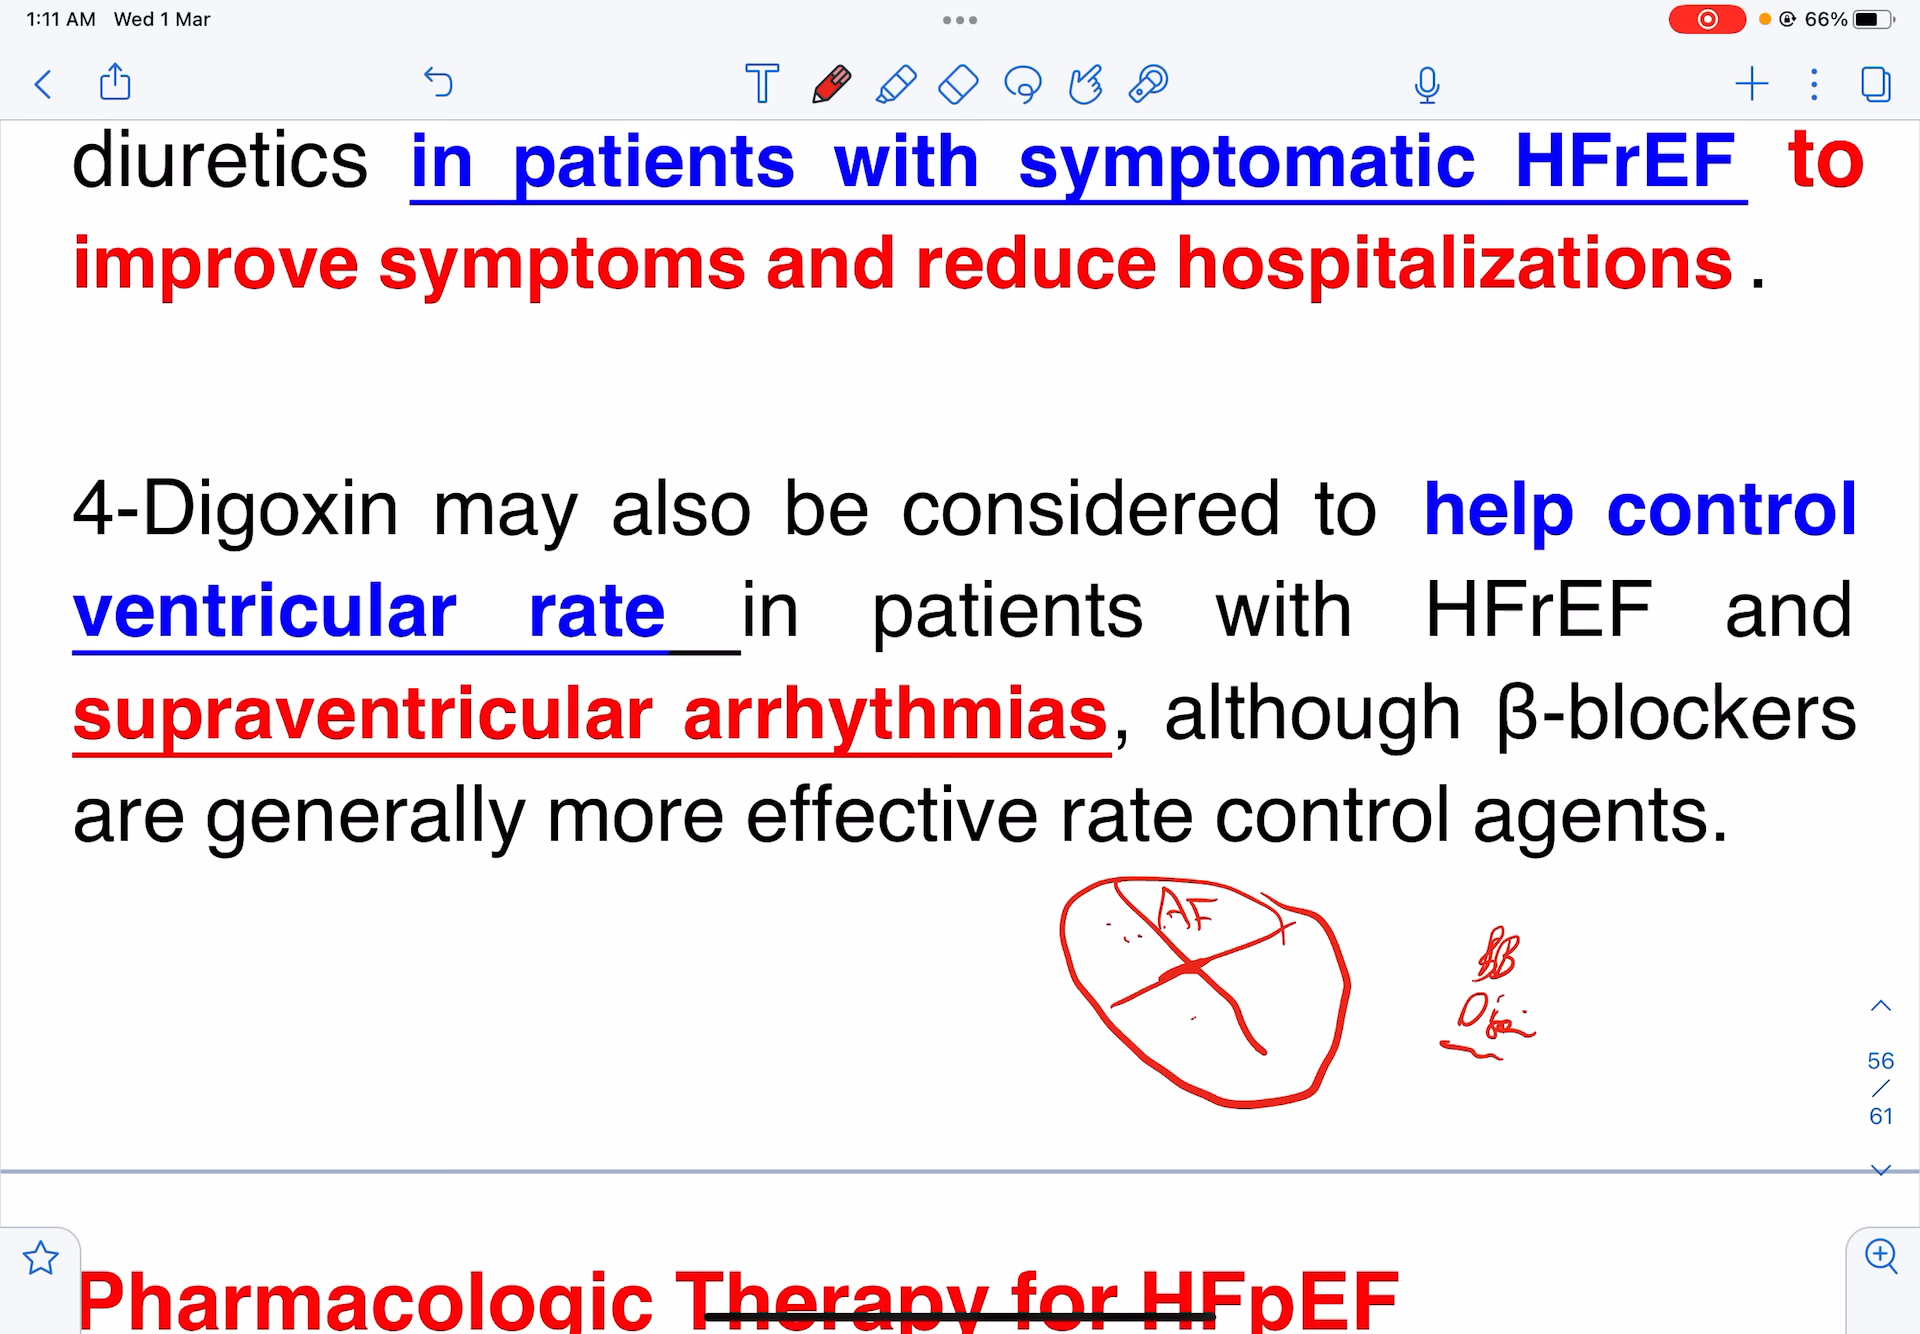 1:11 AM Wed 1 Mar
66%
T
diuretics in patients with symptomatic HFrEF to
improve symptoms and reduce hospitalizations .
4-Digoxin may also be considered to help control
ventricular rate in patients with HFrEF and
supraventricular arrhythmias, although β-blockers
are generally more effective rate control agents.
AF
56
/
61
Pharmacologic Therapy for HFpEF